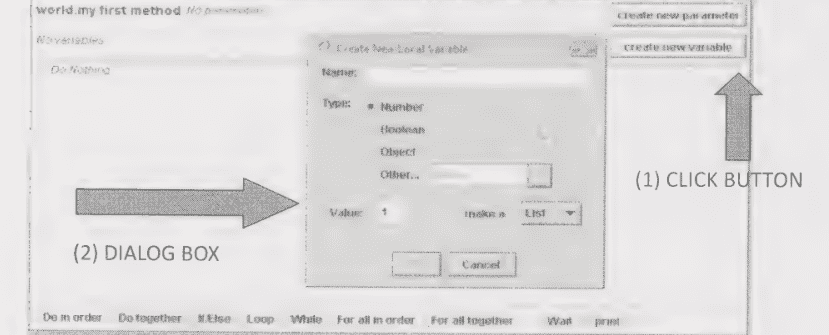 world.my first method No parameters
create new parameter
No variables
create new variable
Do Nothing
Create New Local Variable
Name:
Type: Number
Boolean
Object
Other...
(1) CLICK BUTTON
Value: 1 make a List
(2) DIALOG BOX
Cancel
Do in order Do together If/Else Loop While For all in order For all together Wait print